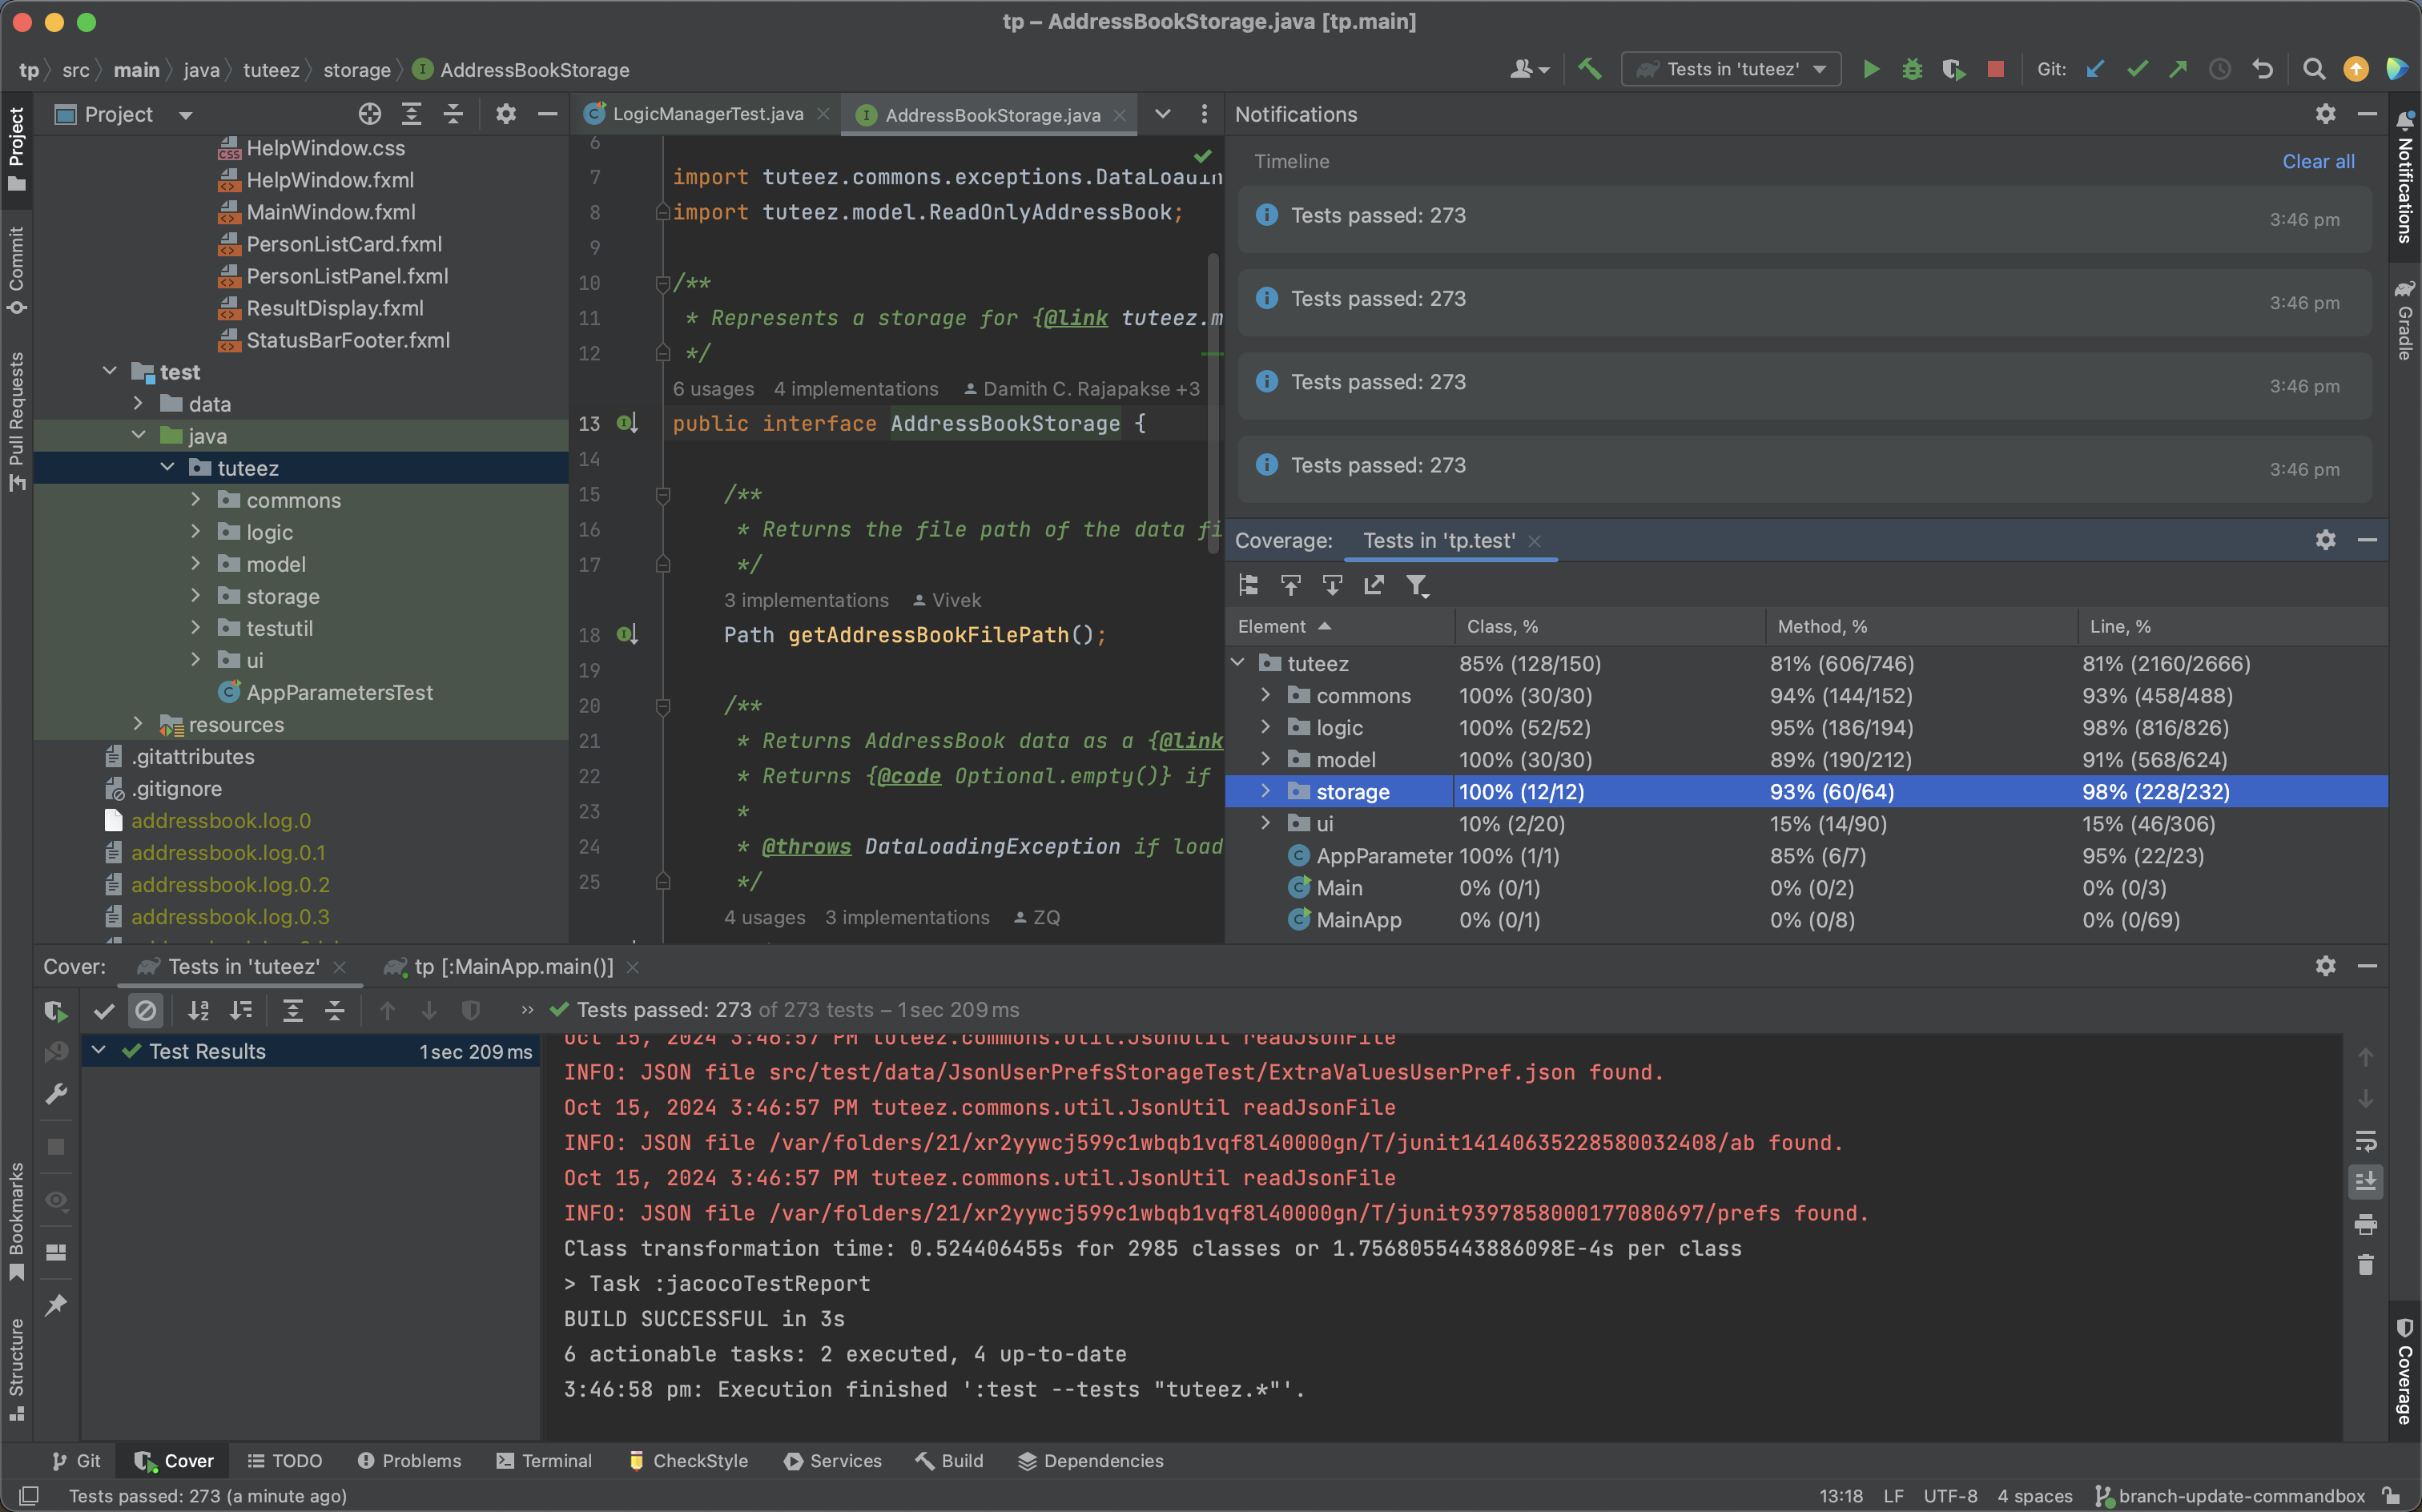 tp – AddressBookStorage.java [tp.main]
tp src main java tuteez storage AddressBookStorage
Tests in 'tuteez'
Git:
Project
LogicManagerTest.java
AddressBookStorage.java
Notifications
Project
Commit
Pull Requests
Bookmarks
Structure
HelpWindow.css
HelpWindow.fxml
MainWindow.fxml
PersonListCard.fxml
PersonListPanel.fxml
ResultDisplay.fxml
StatusBarFooter.fxml
test
data
java
tuteez
commons
logic
model
storage
testutil
ui
AppParametersTest
resources
.gitattributes
.gitignore
addressbook.log.0
addressbook.log.0.1
addressbook.log.0.2
addressbook.log.0.3
6
7 import tuteez.commons.exceptions.DataLoadin
8 import tuteez.model.ReadOnlyAddressBook;
9
10 /**
11 * Represents a storage for {@link tuteez.m
12 */
6 usages 4 implementations Damith C. Rajapakse +3
13 public interface AddressBookStorage {
14
15 /**
16 * Returns the file path of the data fi
17 */
3 implementations Vivek
18 Path getAddressBookFilePath();
19
20 /**
21 * Returns AddressBook data as a {@link
22 * Returns {@code Optional.empty()} if
23 *
24 * @throws DataLoadingException if load
25 */
4 usages 3 implementations ZQ
Timeline Clear all
Tests passed: 273 3:46 pm
Tests passed: 273 3:46 pm
Tests passed: 273 3:46 pm
Tests passed: 273 3:46 pm
Coverage: Tests in 'tp.test'
Element Class, % Method, % Line, %
tuteez 85% (128/150) 81% (606/746) 81% (2160/2666)
commons 100% (30/30) 94% (144/152) 93% (458/488)
logic 100% (52/52) 95% (186/194) 98% (816/826)
model 100% (30/30) 89% (190/212) 91% (568/624)
storage 100% (12/12) 93% (60/64) 98% (228/232)
ui 10% (2/20) 15% (14/90) 15% (46/306)
AppParameter 100% (1/1) 85% (6/7) 95% (22/23)
Main 0% (0/1) 0% (0/2) 0% (0/3)
MainApp 0% (0/1) 0% (0/8) 0% (0/69)
Notifications
Gradle
Coverage
Cover: Tests in 'tuteez' tp [:MainApp.main()]
Tests passed: 273 of 273 tests – 1 sec 209 ms
Test Results 1 sec 209 ms
Oct 15, 2024 3:46:57 PM tuteez.commons.util.JsonUtil readJsonFile
INFO: JSON file src/test/data/JsonUserPrefsStorageTest/ExtraValuesUserPref.json found.
Oct 15, 2024 3:46:57 PM tuteez.commons.util.JsonUtil readJsonFile
INFO: JSON file /var/folders/21/xr2yywcj599c1wbqb1vqf8l40000gn/T/junit14140635228580032408/ab found.
Oct 15, 2024 3:46:57 PM tuteez.commons.util.JsonUtil readJsonFile
INFO: JSON file /var/folders/21/xr2yywcj599c1wbqb1vqf8l40000gn/T/junit9397858000177080697/prefs found.
Class transformation time: 0.524406455s for 2985 classes or 1.7568055443886098E-4s per class
> Task :jacocoTestReport
BUILD SUCCESSFUL in 3s
6 actionable tasks: 2 executed, 4 up-to-date
3:46:58 pm: Execution finished ':test --tests "tuteez.*"'.
Git Cover TODO Problems Terminal CheckStyle Services Build Dependencies
Tests passed: 273 (a minute ago) 13:18 LF UTF-8 4 spaces branch-update-commandbox